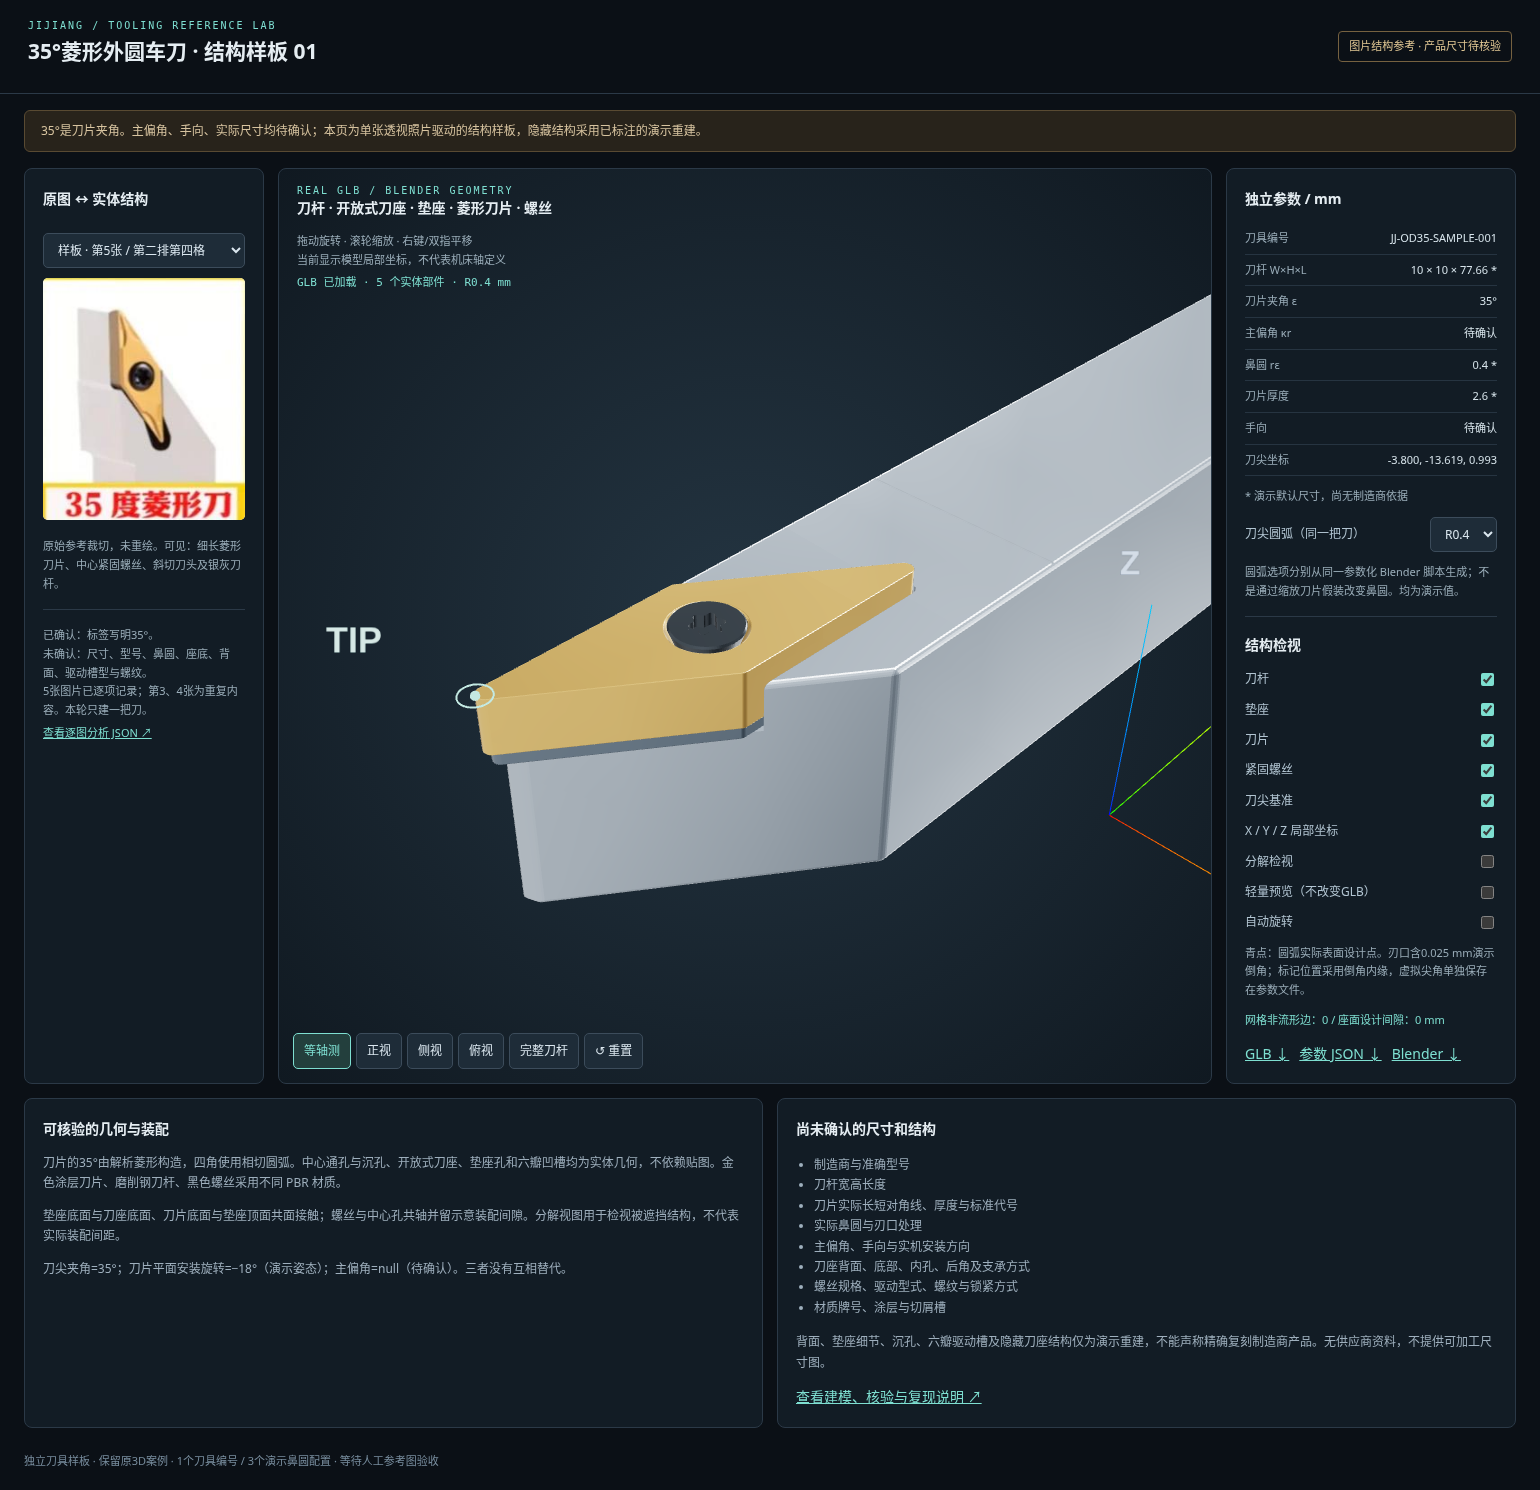 JIJIANG / TOOLING REFERENCE LAB
35°菱形外圆车刀 · 结构样板 01
图片结构参考 · 产品尺寸待核验
35°是刀片夹角。主偏角、手向、实际尺寸均待确认；本页为单张透视照片驱动的结构样板，隐藏结构采用已标注的演示重建。
原图 ↔ 实体结构
样板 · 第5张 / 第二排第四格
35 度菱形刀
原始参考裁切，未重绘。可见：细长菱形
刀片、中心紧固螺丝、斜切刀头及银灰刀
杆。
已确认：标签写明35°。
未确认：尺寸、型号、鼻圆、座底、背
面、驱动槽型与螺纹。
5张图片已逐项记录；第3、4张为重复内
容。本轮只建一把刀。
查看逐图分析 JSON ↗
REAL GLB / BLENDER GEOMETRY
刀杆 · 开放式刀座 · 垫座 · 菱形刀片 · 螺丝
拖动旋转 · 滚轮缩放 · 右键/双指平移
当前显示模型局部坐标，不代表机床轴定义
GLB 已加载 · 5 个实体部件 · R0.4 mm
Z
TIP
等轴测 正视 侧视 俯视 完整刀杆 ↺ 重置
独立参数 / mm
刀具编号 JJ-OD35-SAMPLE-001
刀杆 W×H×L 10 × 10 × 77.66 *
刀片夹角 ε 35°
主偏角 κr 待确认
鼻圆 rε 0.4 *
刀片厚度 2.6 *
手向 待确认
刀尖坐标 -3.800, -13.619, 0.993
* 演示默认尺寸，尚无制造商依据
刀尖圆弧（同一把刀） R0.4
圆弧选项分别从同一参数化 Blender 脚本生成；不
是通过缩放刀片假装改变鼻圆。均为演示值。
结构检视
刀杆
垫座
刀片
紧固螺丝
刀尖基准
X / Y / Z 局部坐标
分解检视
轻量预览（不改变GLB）
自动旋转
青点：圆弧实际表面设计点。刃口含0.025 mm演示
倒角；标记位置采用倒角内缘，虚拟尖角单独保存
在参数文件。
网格非流形边：0 / 座面设计间隙：0 mm
GLB ↓ 参数 JSON ↓ Blender ↓
可核验的几何与装配
刀片的35°由解析菱形构造，四角使用相切圆弧。中心通孔与沉孔、开放式刀座、垫座孔和六瓣凹槽均为实体几何，不依赖贴图。金
色涂层刀片、磨削钢刀杆、黑色螺丝采用不同 PBR 材质。
垫座底面与刀座底面、刀片底面与垫座顶面共面接触；螺丝与中心孔共轴并留示意装配间隙。分解视图用于检视被遮挡结构，不代表
实际装配间距。
刀尖夹角=35°；刀片平面安装旋转=−18°（演示姿态）；主偏角=null（待确认）。三者没有互相替代。
尚未确认的尺寸和结构
• 制造商与准确型号
• 刀杆宽高长度
• 刀片实际长短对角线、厚度与标准代号
• 实际鼻圆与刃口处理
• 主偏角、手向与实机安装方向
• 刀座背面、底部、内孔、后角及支承方式
• 螺丝规格、驱动型式、螺纹与锁紧方式
• 材质牌号、涂层与切屑槽
背面、垫座细节、沉孔、六瓣驱动槽及隐藏刀座结构仅为演示重建，不能声称精确复刻制造商产品。无供应商资料，不提供可加工尺
寸图。
查看建模、核验与复现说明 ↗
独立刀具样板 · 保留原3D案例 · 1个刀具编号 / 3个演示鼻圆配置 · 等待人工参考图验收